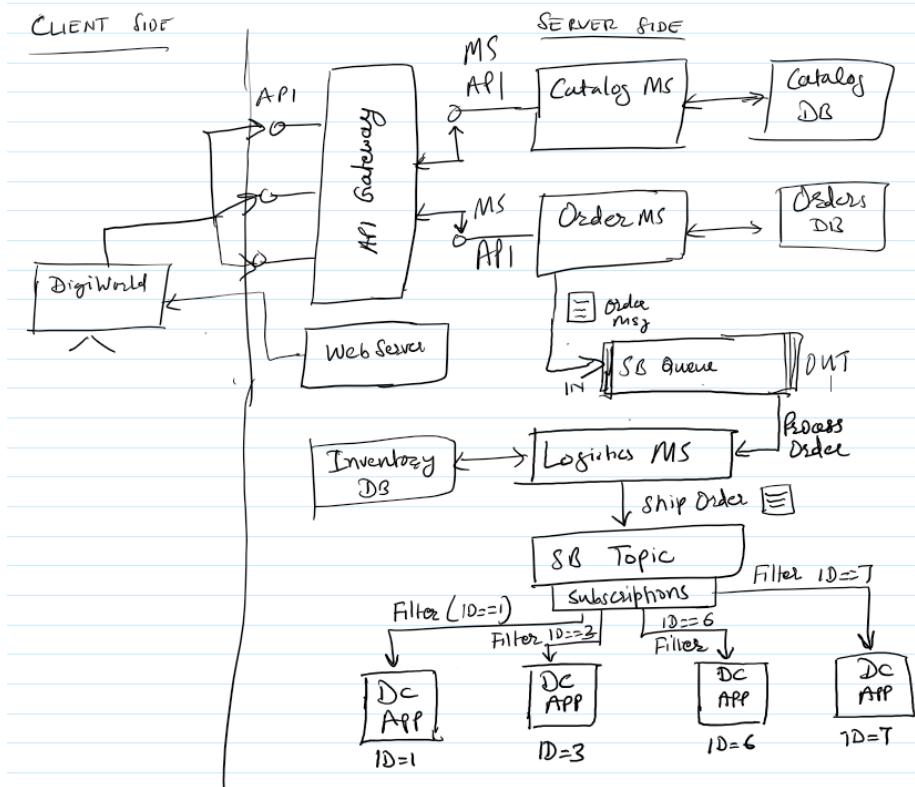 CLIENT SIDE
SERVER SIDE
API
API Gateway
MS
API
Catalog MS
Catalog
DB
MS
API
Order MS
Orders
DB
DigiWorld
Web Server
Order
Msg
IN
SB Queue
OUT
Process
Order
Inventory
DB
Logistics MS
Ship Order
SB Topic
Subscriptions
Filter (ID==1)
Filter ID==3
ID==6
Filter
Filter ID==7
DC
APP
ID=1
DC
APP
ID=3
DC
APP
ID=6
DC
APP
ID=7